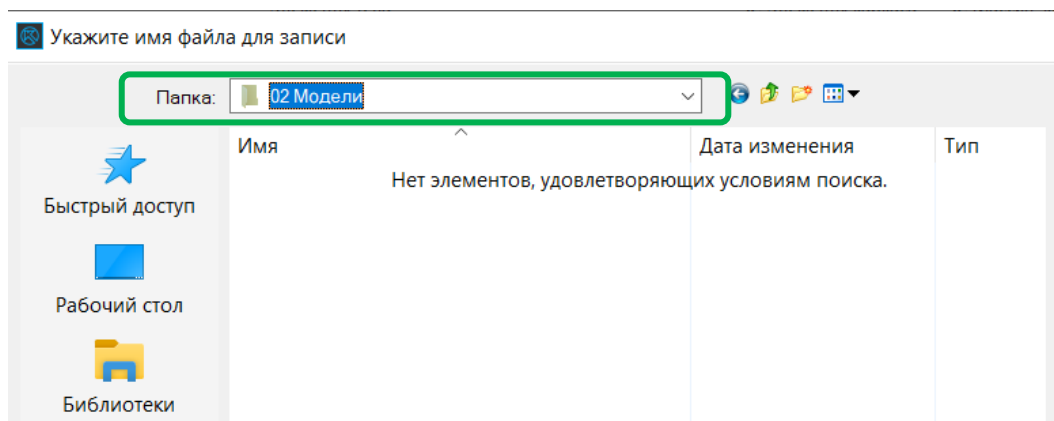 Укажите имя файла для записи
Папка: 02 Модели
Имя Дата изменения Тип
Нет элементов, удовлетворяющих условиям поиска.
Быстрый доступ
Рабочий стол
Библиотеки